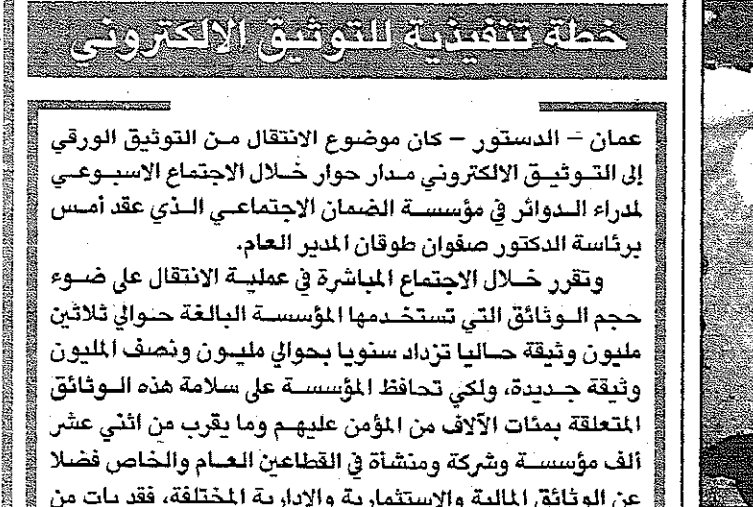 خطة تنفيذية للتوثيق الالكتروني
عمان – الدستور – كان موضوع الانتقال من التوثيق الورقي
إلى التوثيق الالكتروني مدار حوار خلال الاجتماع الاسبوعي
لمدراء الدوائر في مؤسسة الضمان الاجتماعي الذي عقد أمس
برئاسة الدكتور صفوان طوقان المدير العام.
وتقرر خلال الاجتماع المباشرة في عملية الانتقال على ضوء
حجم الوثائق التي تستخدمها المؤسسة البالغة حوالي ثلاثين
مليون وثيقة حاليا تزداد سنويا بحوالي مليون ونصف المليون
وثيقة جديدة، ولكي تحافظ المؤسسة على سلامة هذه الوثائق
المتعلقة بمئات الآلاف من المؤمن عليهم وما يقرب من اثني عشر
ألف مؤسسة وشركة ومنشأة في القطاعين العام والخاص فضلا
عن الوثائق المالية والاستثمارية والادارية المختلفة، فقد بات من